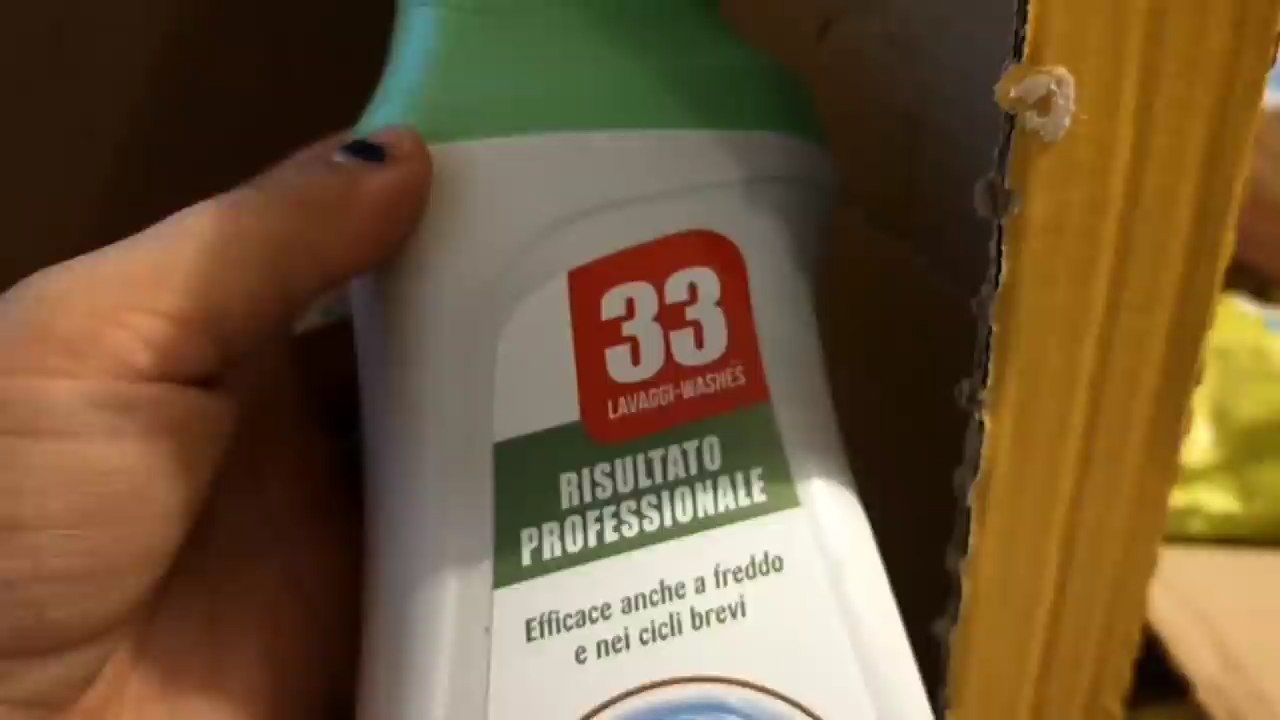 33
LAVAGGI-WASHES
RISULTATO
PROFESSIONALE
Efficace anche a freddo
e nei cicli brevi